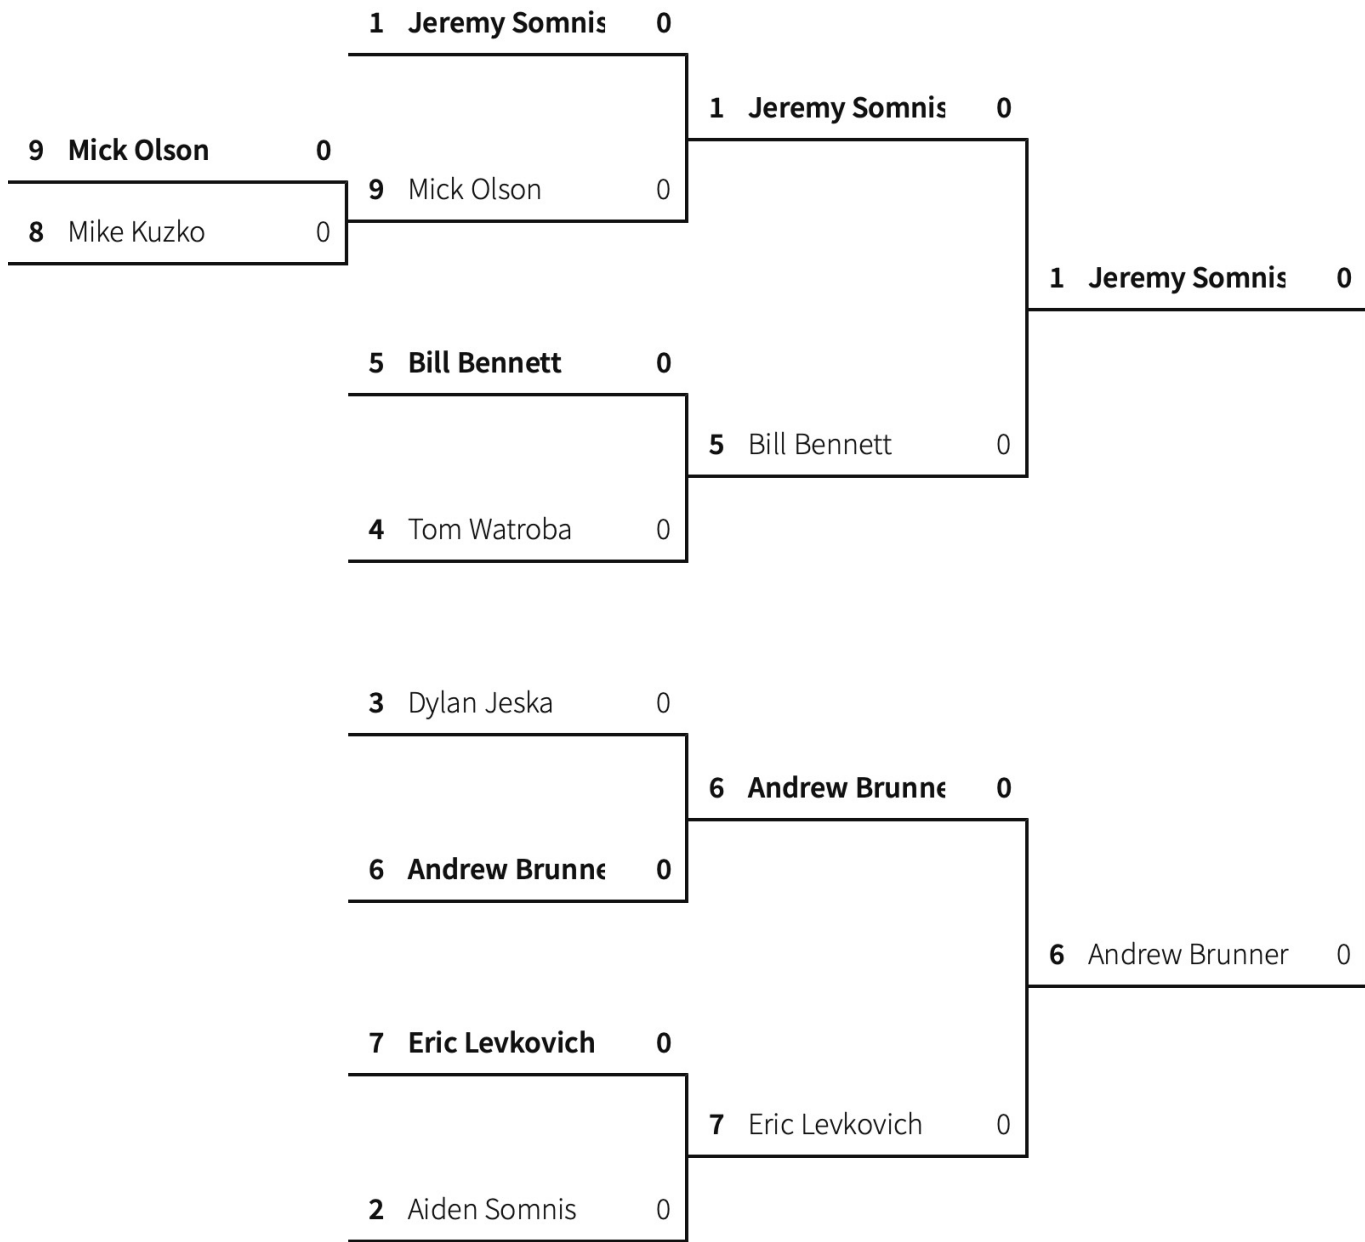 1 Jeremy Somnis 0
1 Jeremy Somnis 0
9 Mick Olson 0
9 Mick Olson 0
8 Mike Kuzko 0
1 Jeremy Somnis 0
5 Bill Bennett 0
5 Bill Bennett 0
4 Tom Watroba 0
3 Dylan Jeska 0
6 Andrew Brunne 0
6 Andrew Brunne 0
6 Andrew Brunner 0
7 Eric Levkovich 0
7 Eric Levkovich 0
2 Aiden Somnis 0